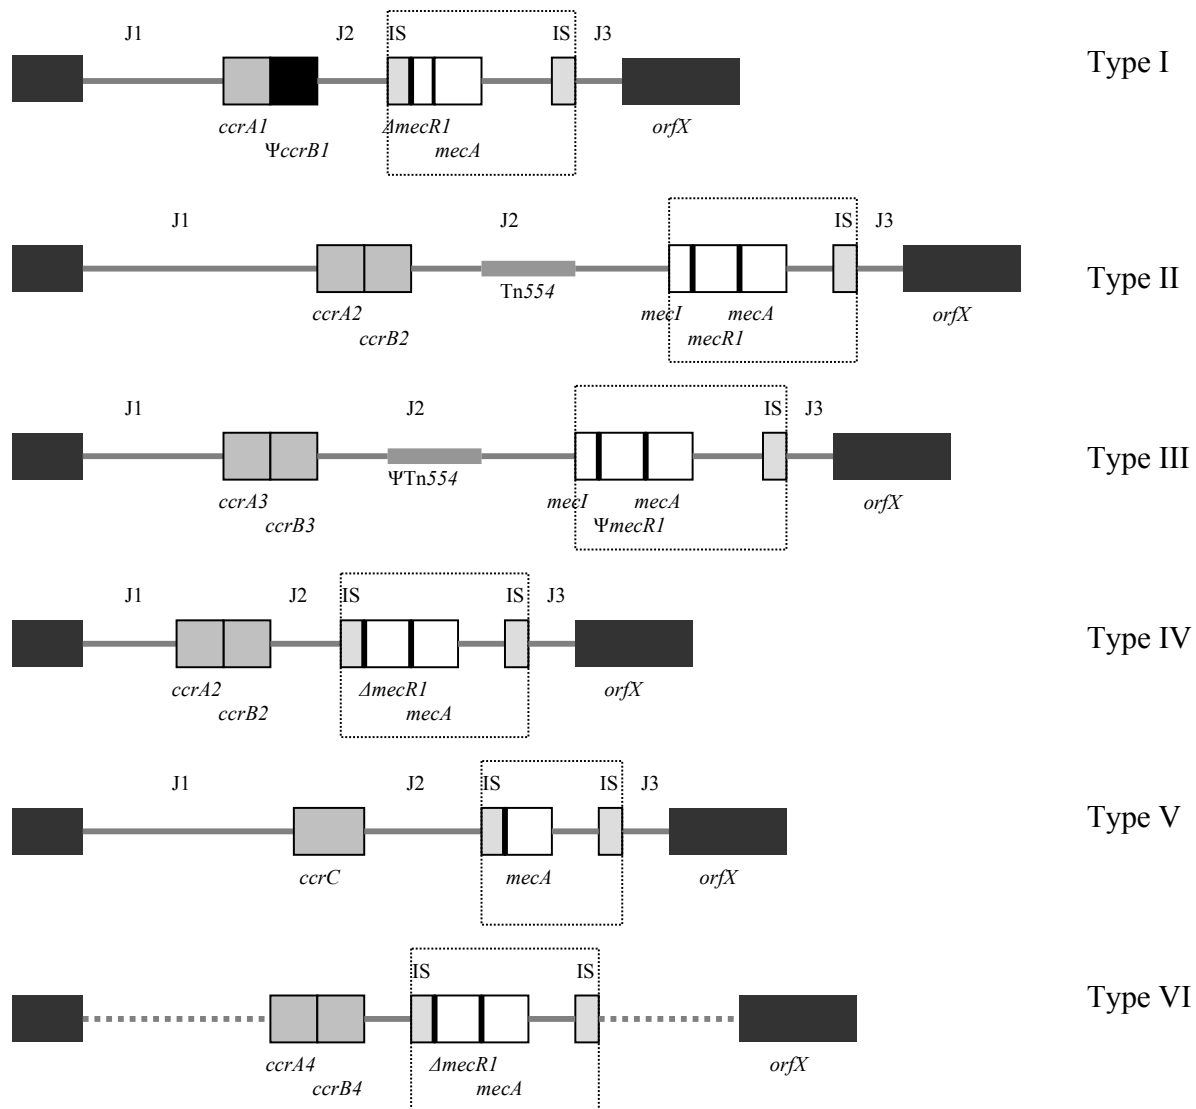 J1 J2 IS IS J3
Type I
ccrA1 ΔmecR1 orfX
ΨccrB1 mecA
J1 J2 IS J3
Type II
Tn554
ccrA2 mecI mecA orfX
ccrB2 mecR1
J1 J2 IS J3
Type III
ΨTn554
ccrA3 mecI mecA orfX
ccrB3 ΨmecR1
J1 J2 IS IS J3
Type IV
ccrA2 ΔmecR1 orfX
ccrB2 mecA
J1 J2 IS IS J3
Type V
ccrC mecA orfX
IS IS
Type VI
ccrA4 ΔmecR1 orfX
ccrB4 mecA